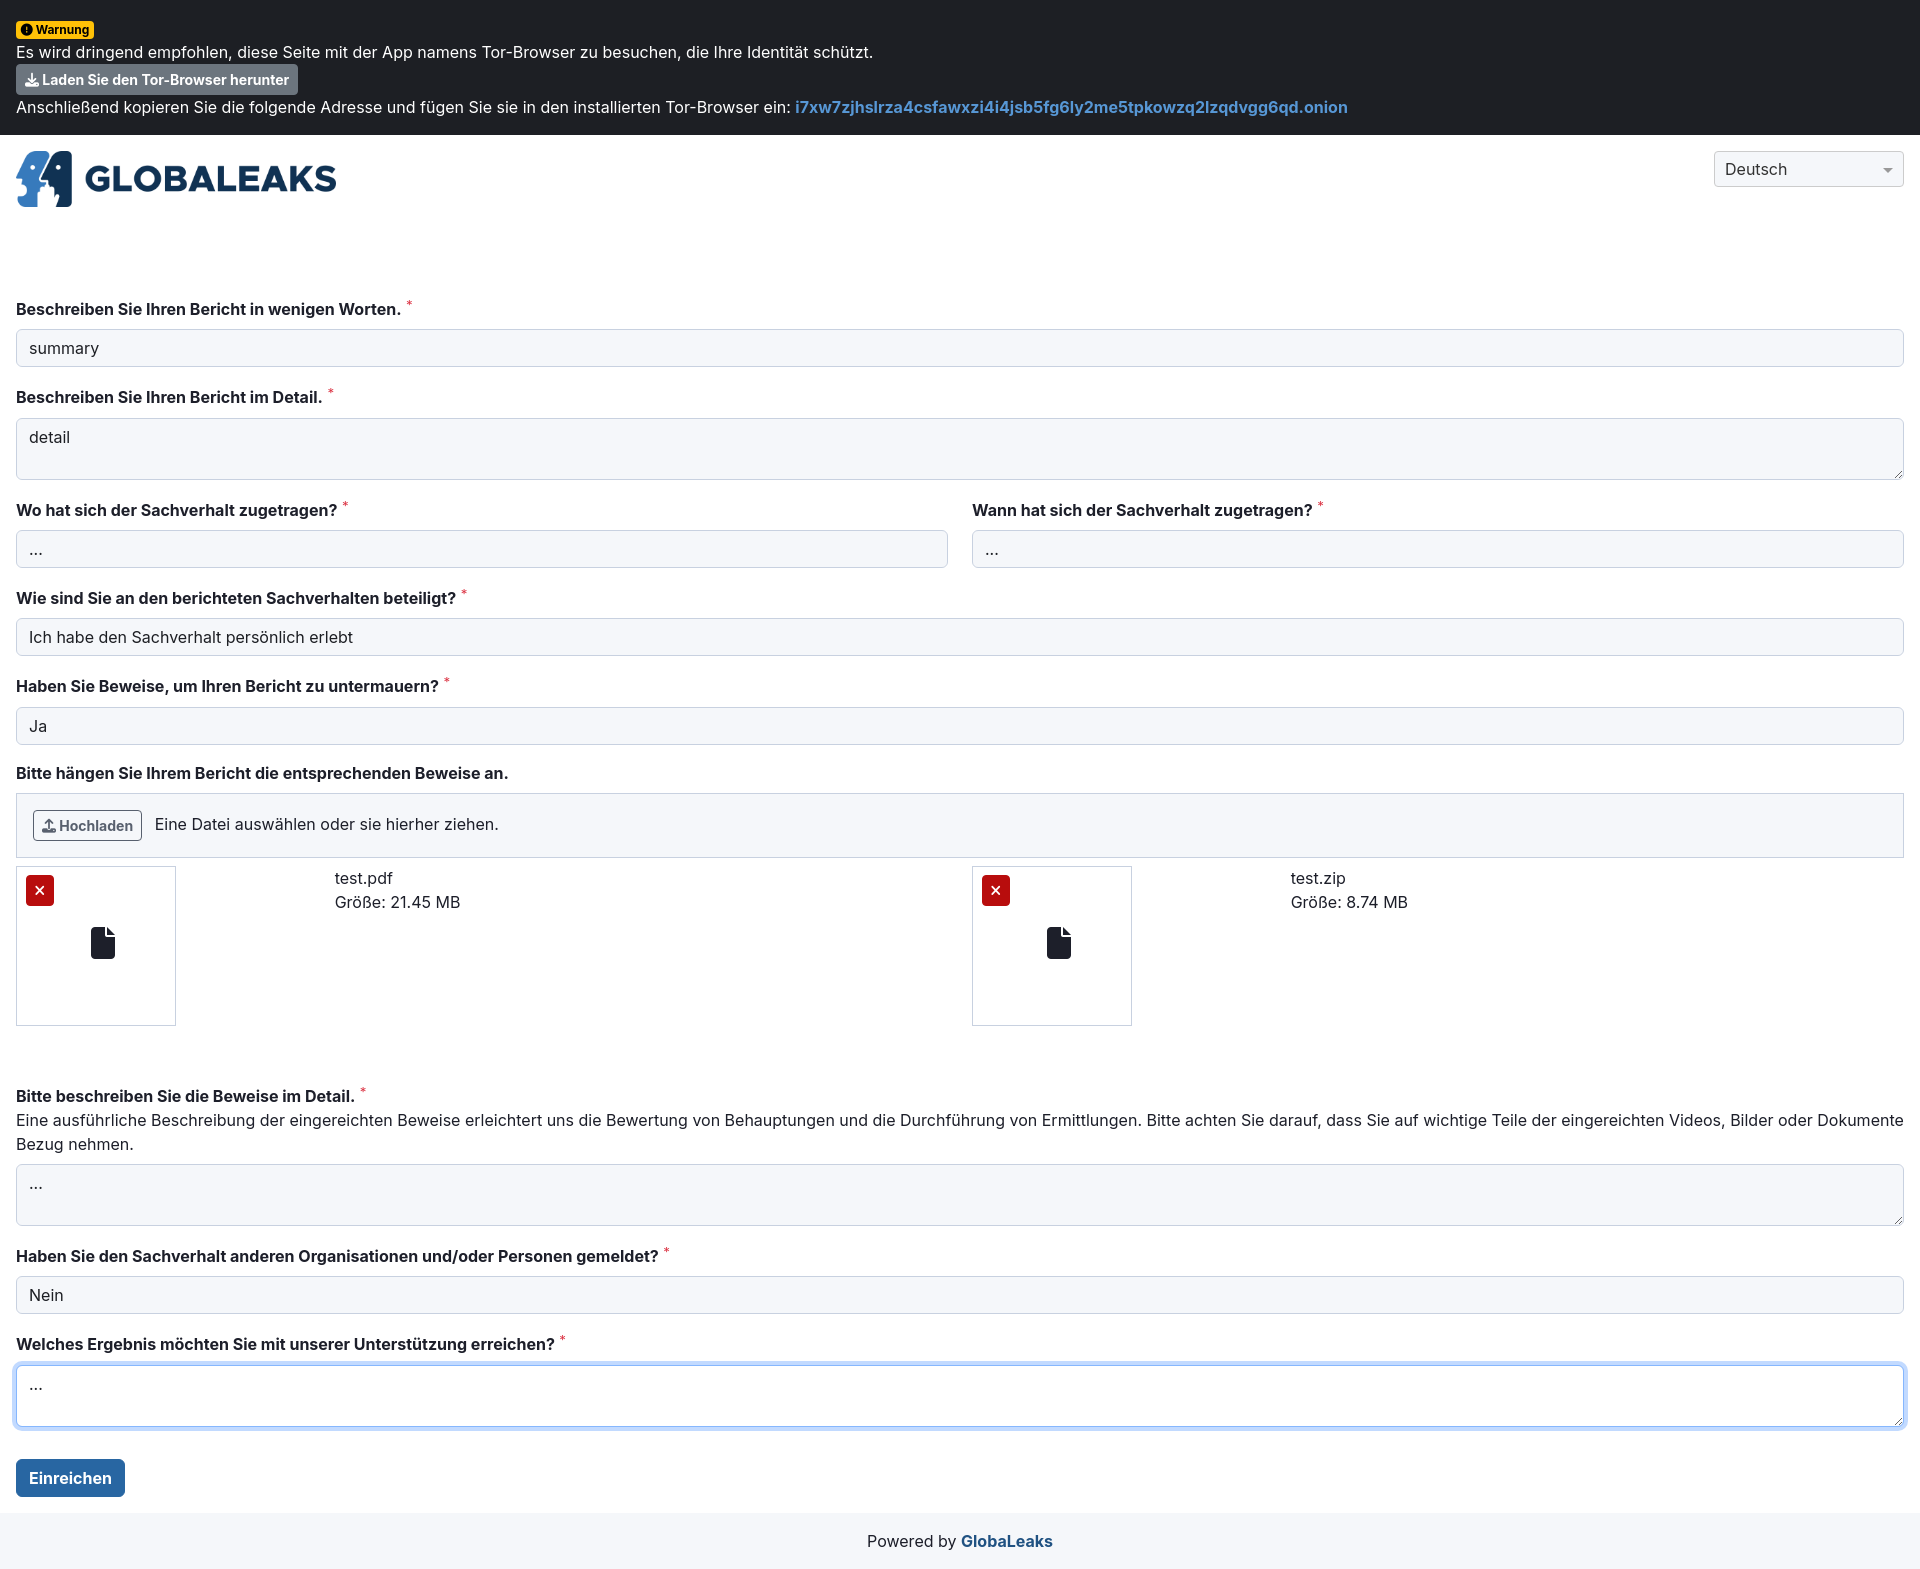 Warnung
Es wird dringend empfohlen, diese Seite mit der App namens Tor-Browser zu besuchen, die Ihre Identität schützt.
Laden Sie den Tor-Browser herunter
Anschließend kopieren Sie die folgende Adresse und fügen Sie sie in den installierten Tor-Browser ein: i7xw7zjhslrza4csfawxzi4i4jsb5fg6ly2me5tpkowzq2lzqdvgg6qd.onion
GLOBALEAKS
Deutsch
Beschreiben Sie Ihren Bericht in wenigen Worten. *
summary
Beschreiben Sie Ihren Bericht im Detail. *
detail
Wo hat sich der Sachverhalt zugetragen? *
...
Wann hat sich der Sachverhalt zugetragen? *
...
Wie sind Sie an den berichteten Sachverhalten beteiligt? *
Ich habe den Sachverhalt persönlich erlebt
Haben Sie Beweise, um Ihren Bericht zu untermauern? *
Ja
Bitte hängen Sie Ihrem Bericht die entsprechenden Beweise an.
Hochladen Eine Datei auswählen oder sie hierher ziehen.
test.pdf
Größe: 21.45 MB
test.zip
Größe: 8.74 MB
Bitte beschreiben Sie die Beweise im Detail. *
Eine ausführliche Beschreibung der eingereichten Beweise erleichtert uns die Bewertung von Behauptungen und die Durchführung von Ermittlungen. Bitte achten Sie darauf, dass Sie auf wichtige Teile der eingereichten Videos, Bilder oder Dokumente
Bezug nehmen.
...
Haben Sie den Sachverhalt anderen Organisationen und/oder Personen gemeldet? *
Nein
Welches Ergebnis möchten Sie mit unserer Unterstützung erreichen? *
...
Einreichen
Powered by GlobaLeaks